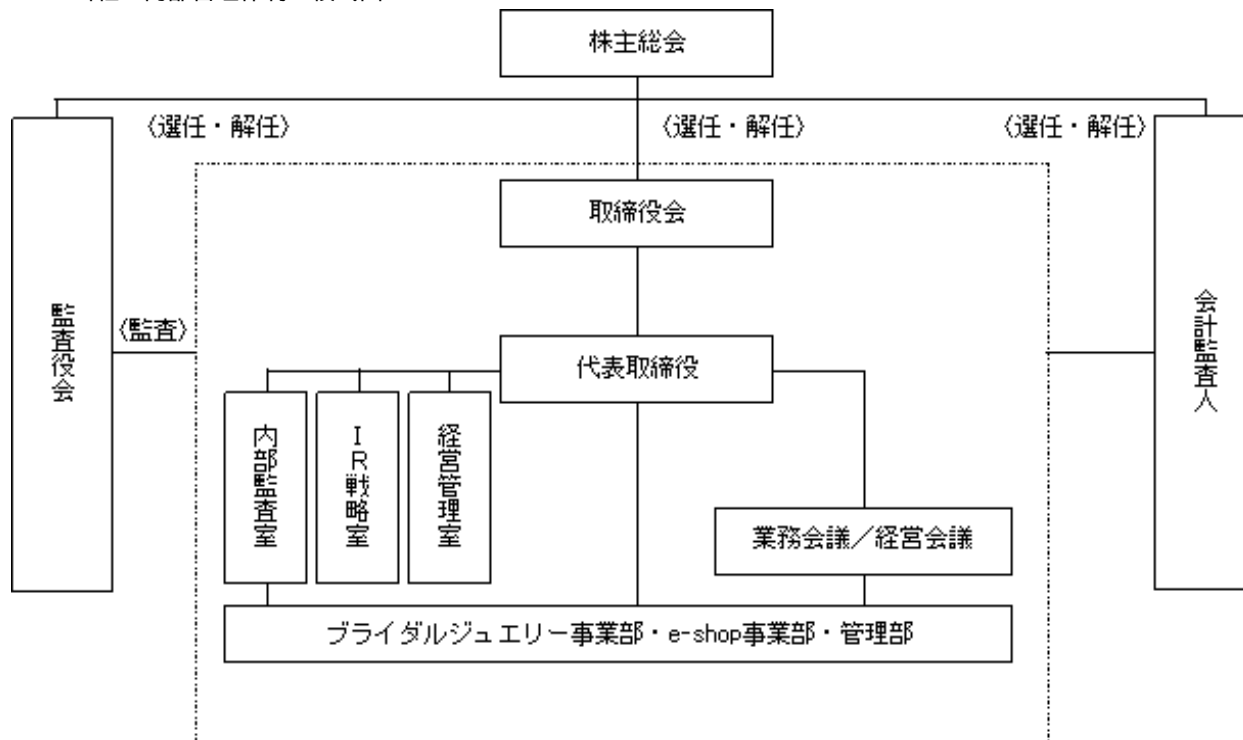 株主総会
〈選任・解任〉
〈選任・解任〉
〈選任・解任〉
取締役会
監査役会
〈監査〉
会計監査人
代表取締役
内部監査室
IR戦略室
経営管理室
業務会議／経営会議
ブライダルジュエリー事業部・e-shop事業部・管理部